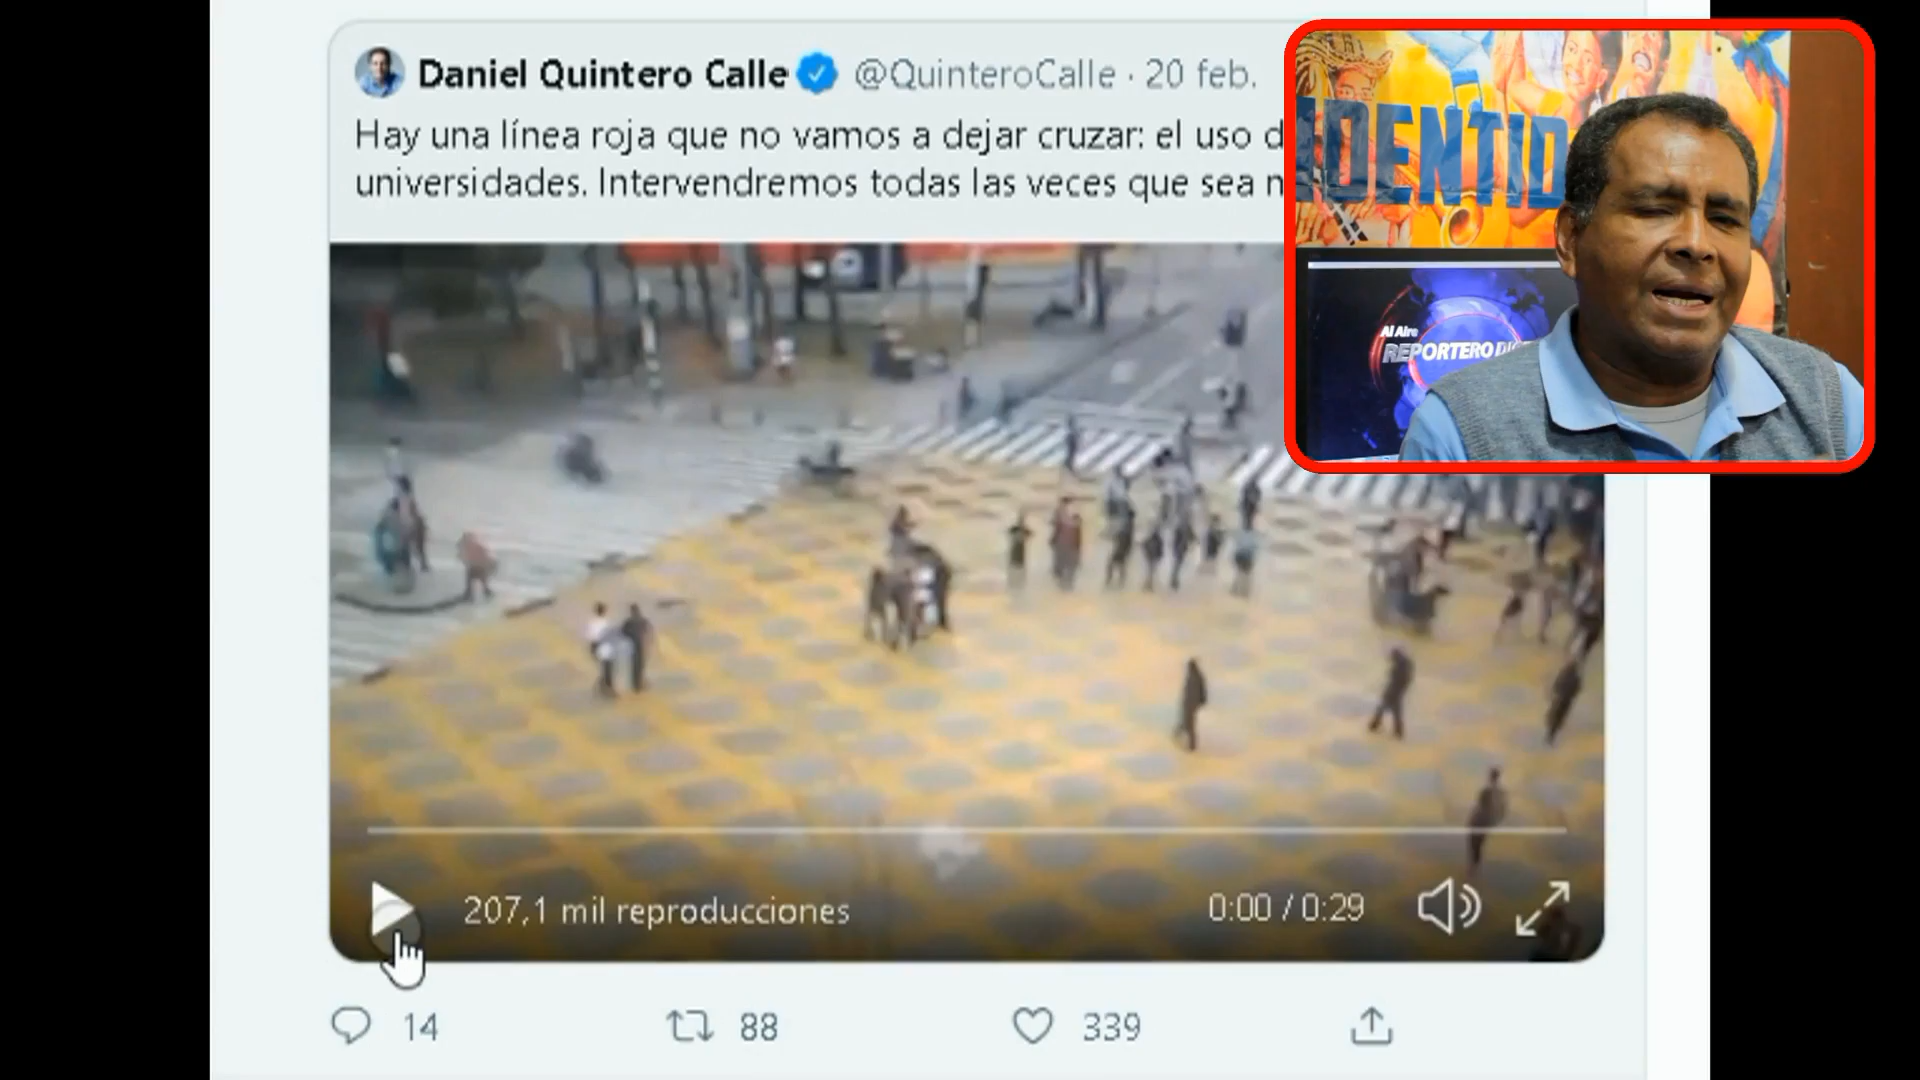 Daniel Quintero Calle @QuinteroCalle · 20 feb.
Hay una línea roja que no vamos a dejar cruzar: el uso d
universidades. Intervendremos todas las veces que sea n
IDENTID
Al Aire
REPORTERO
207,1 mil reproducciones
0:00 / 0:29
14
88
339